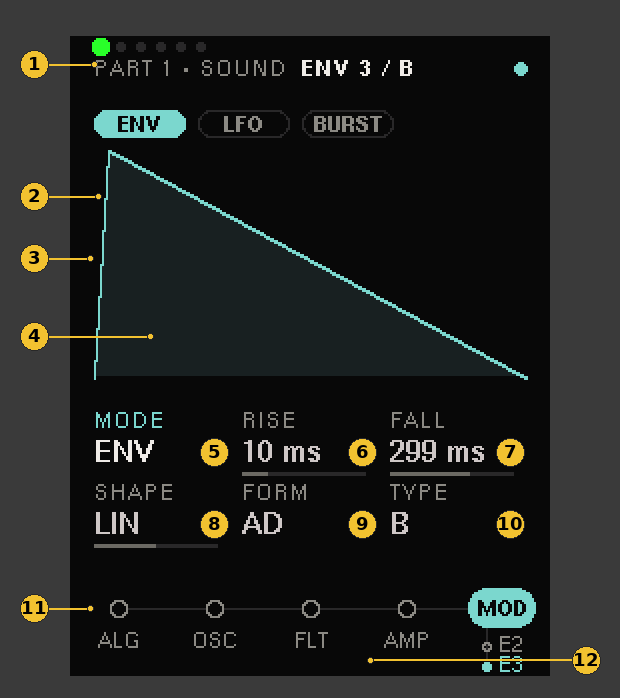 1
PART 1 · SOUND ENV 3 / B
ENV LFO BURST
2
3
4
MODE RISE FALL
ENV 5 10 ms 6 299 ms 7
SHAPE FORM TYPE
LIN 8 AD 9 B 10
11 MOD
ALG OSC FLT AMP E2
E3 12